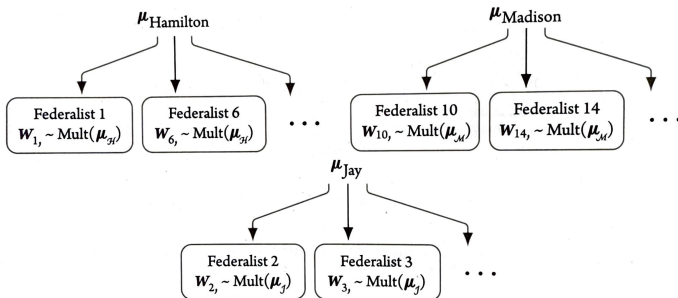 μHamilton
μMadison
Federalist 1
W1, ~ Mult(μℋ)
Federalist 6
W6, ~ Mult(μℋ)
• • •
Federalist 10
W10, ~ Mult(μℳ)
Federalist 14
W14, ~ Mult(μℳ)
• • •
μJay
Federalist 2
W2, ~ Mult(μ𝒥)
Federalist 3
W3, ~ Mult(μ𝒥)
• • •